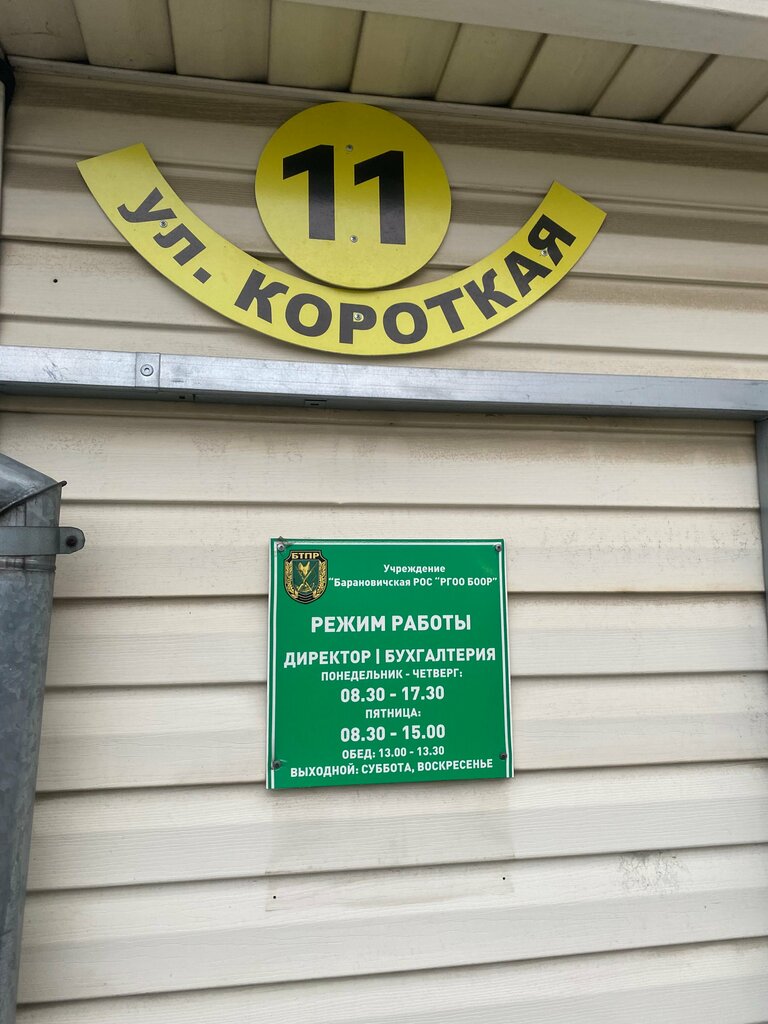 11
УЛ. КОРОТКАЯ
БТПР
Учреждение
"Барановичская РОС "РГОО БООР"
РЕЖИМ РАБОТЫ
ДИРЕКТОР | БУХГАЛТЕРИЯ
ПОНЕДЕЛЬНИК - ЧЕТВЕРГ:
08.30 - 17.30
ПЯТНИЦА:
08.30 - 15.00
ОБЕД: 13.00 - 13.30
ВЫХОДНОЙ: СУББОТА, ВОСКРЕСЕНЬЕ